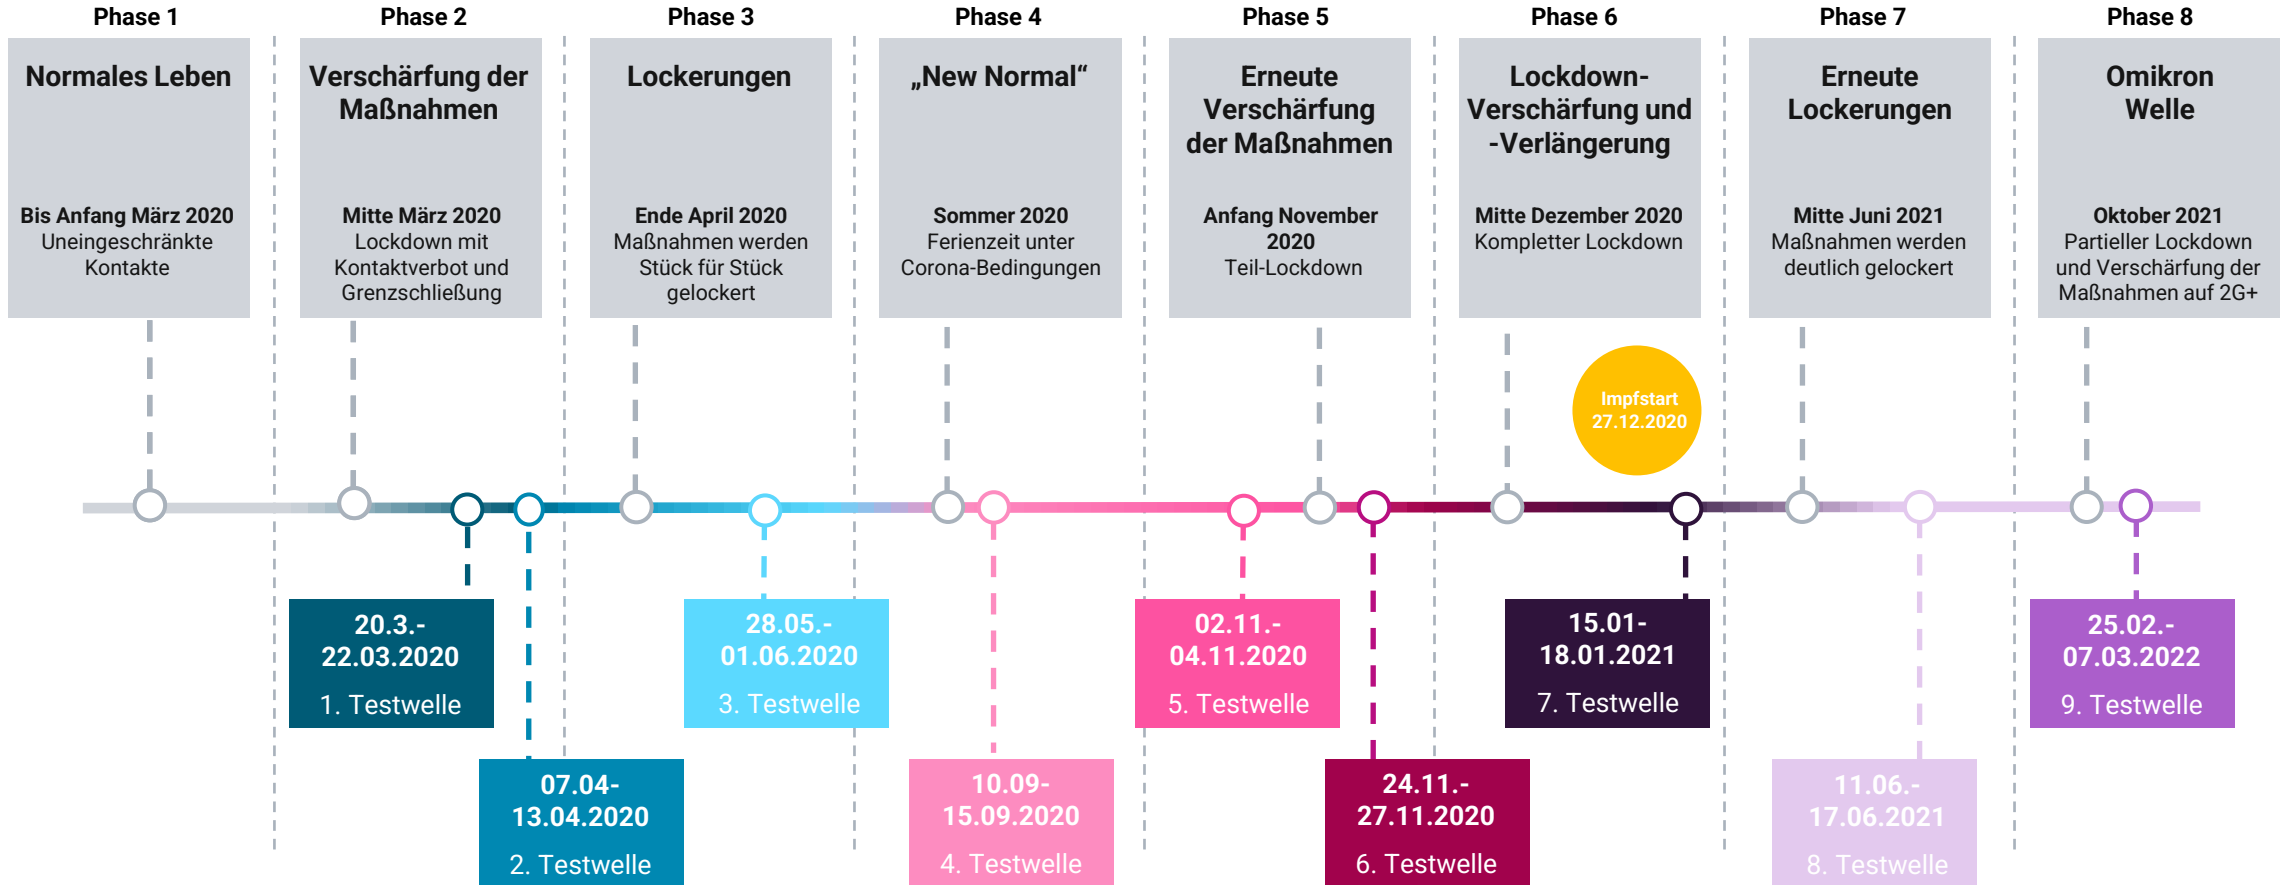 Phase 1
Normales Leben
Bis Anfang März 2020
Uneingeschränkte
Kontakte
Phase 2
Verschärfung der
Maßnahmen
Mitte März 2020
Lockdown mit
Kontaktverbot und
Grenzschließung
Phase 3
Lockerungen
Ende April 2020
Maßnahmen werden
Stück für Stück
gelockert
Phase 4
„New Normal“
Sommer 2020
Ferienzeit unter
Corona-Bedingungen
Phase 5
Erneute
Verschärfung
der Maßnahmen
Anfang November
2020
Teil-Lockdown
Phase 6
Lockdown-
Verschärfung und
-Verlängerung
Mitte Dezember 2020
Kompletter Lockdown
Phase 7
Erneute
Lockerungen
Mitte Juni 2021
Maßnahmen werden
deutlich gelockert
Phase 8
Omikron
Welle
Oktober 2021
Partieller Lockdown
und Verschärfung der
Maßnahmen auf 2G+
Impfstart
27.12.2020
20.3.-
22.03.2020
1. Testwelle
07.04-
13.04.2020
2. Testwelle
28.05.-
01.06.2020
3. Testwelle
10.09-
15.09.2020
4. Testwelle
02.11.-
04.11.2020
5. Testwelle
24.11.-
27.11.2020
6. Testwelle
15.01-
18.01.2021
7. Testwelle
11.06.-
17.06.2021
8. Testwelle
25.02.-
07.03.2022
9. Testwelle